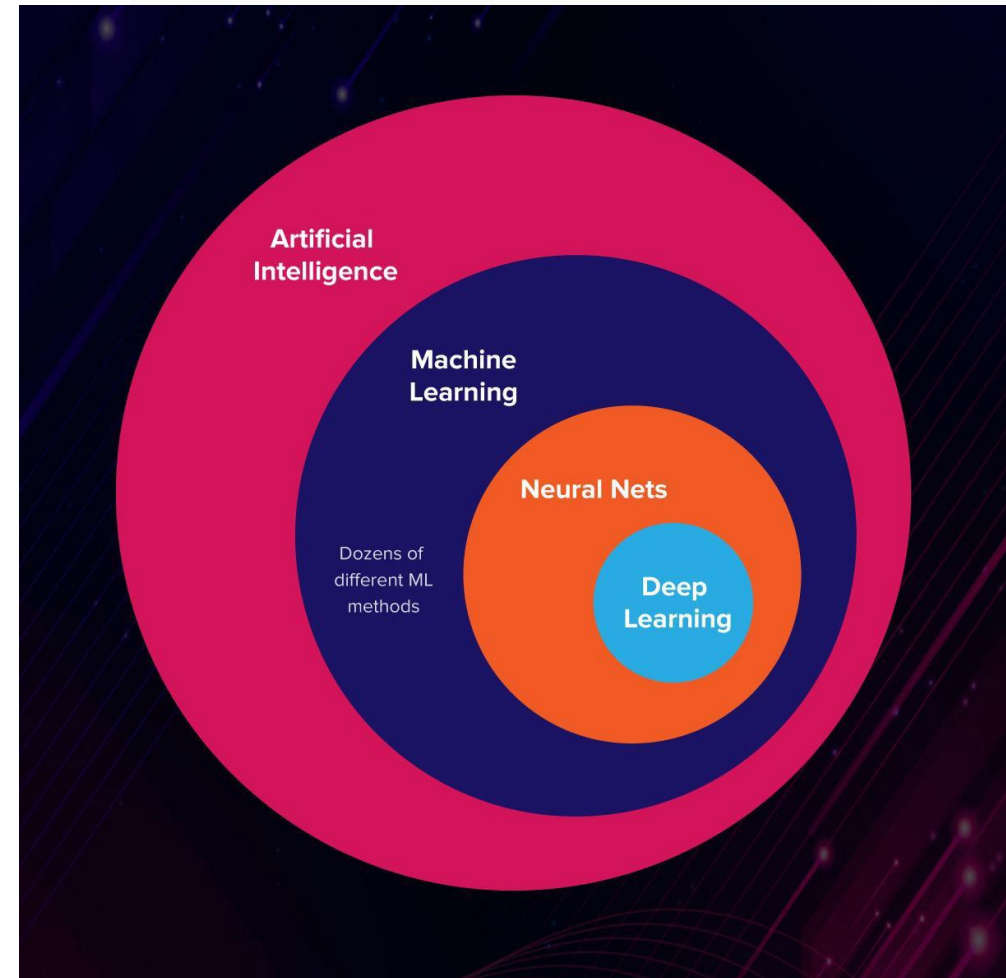 Artificial
Intelligence
Machine
Learning
Neural Nets
Dozens of
different ML
methods
Deep
Learning